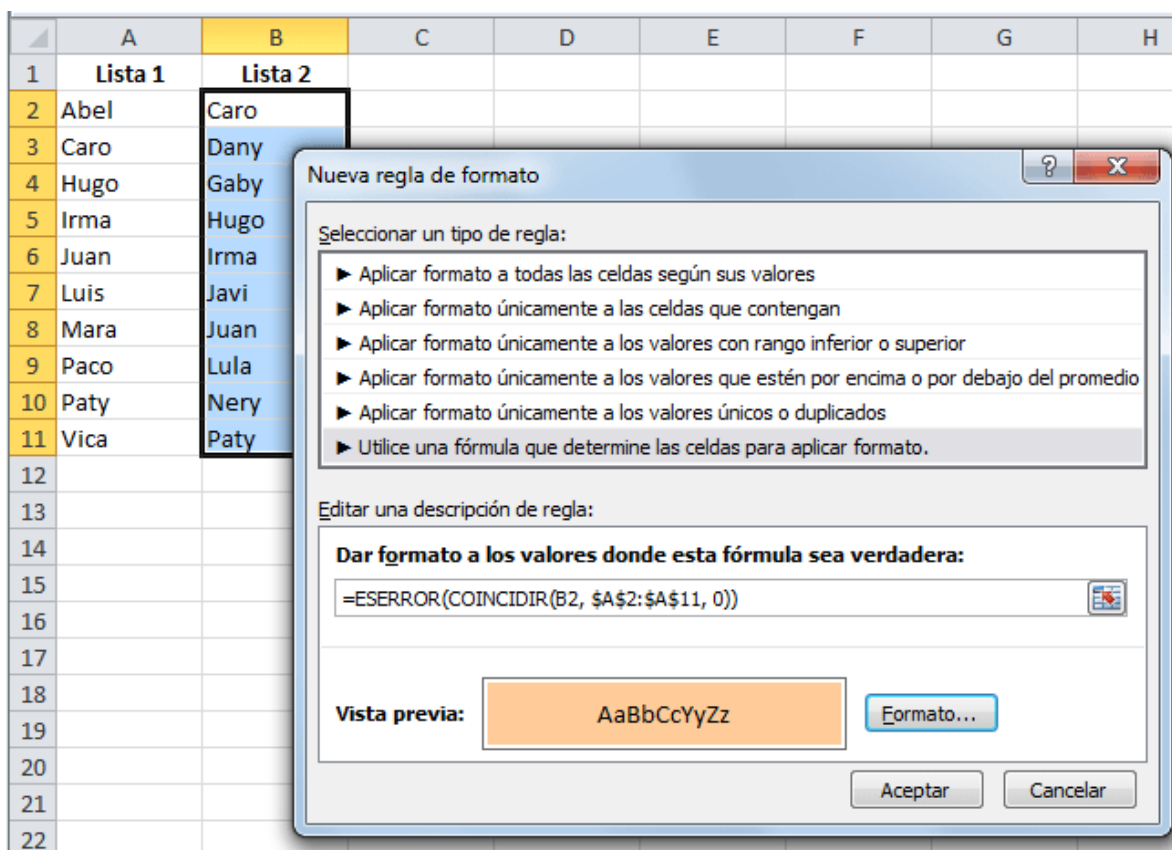 A B C D E F G H
1 Lista 1 Lista 2
2 Abel Caro
3 Caro Dany
4 Hugo Gaby
5 Irma Hugo
6 Juan Irma
7 Luis Javi
8 Mara Juan
9 Paco Lula
10 Paty Nery
11 Vica Paty
12
13
14
15
16
17
18
19
20
21
22
Nueva regla de formato
?
Seleccionar un tipo de regla:
► Aplicar formato a todas las celdas según sus valores
► Aplicar formato únicamente a las celdas que contengan
► Aplicar formato únicamente a los valores con rango inferior o superior
► Aplicar formato únicamente a los valores que estén por encima o por debajo del promedio
► Aplicar formato únicamente a los valores únicos o duplicados
► Utilice una fórmula que determine las celdas para aplicar formato.
Editar una descripción de regla:
Dar formato a los valores donde esta fórmula sea verdadera:
=ESERROR(COINCIDIR(B2, $A$2:$A$11, 0))
Vista previa: AaBbCcYyZz Formato...
Aceptar Cancelar